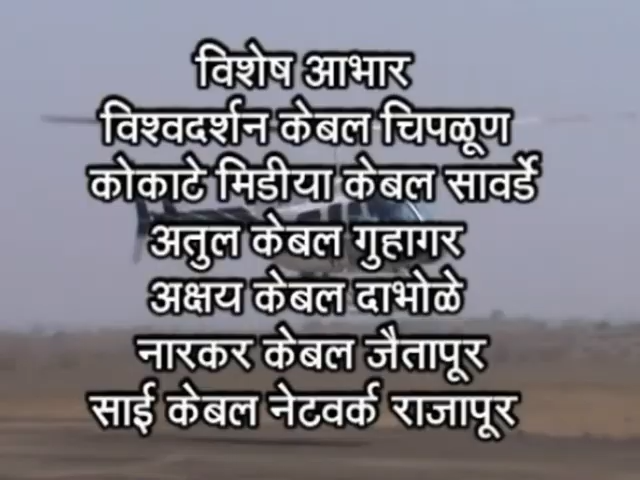 विशेष आभार
विश्वदर्शन केबल चिपळूण
कोकाटे मिडीया केबल सावर्डे
अतुल केबल गुहागर
अक्षय केबल दाभोळे
नारकर केबल जैतापूर
साई केबल नेटवर्क राजापूर